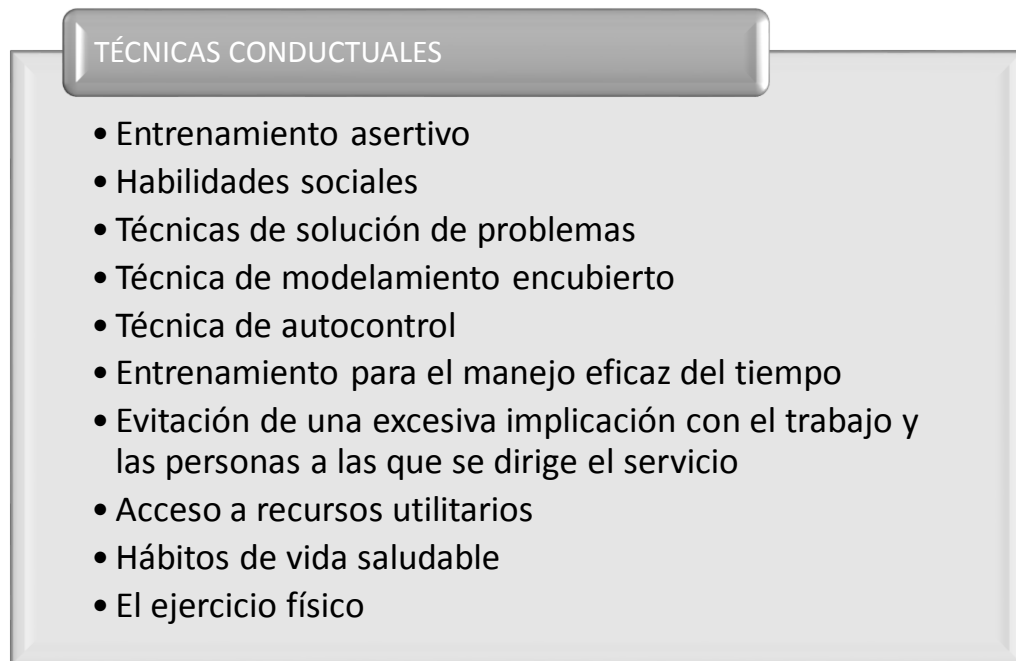 TÉCNICAS CONDUCTUALES
• Entrenamiento asertivo
• Habilidades sociales
• Técnicas de solución de problemas
• Técnica de modelamiento encubierto
• Técnica de autocontrol
• Entrenamiento para el manejo eficaz del tiempo
• Evitación de una excesiva implicación con el trabajo y
las personas a las que se dirige el servicio
• Acceso a recursos utilitarios
• Hábitos de vida saludable
• El ejercicio físico